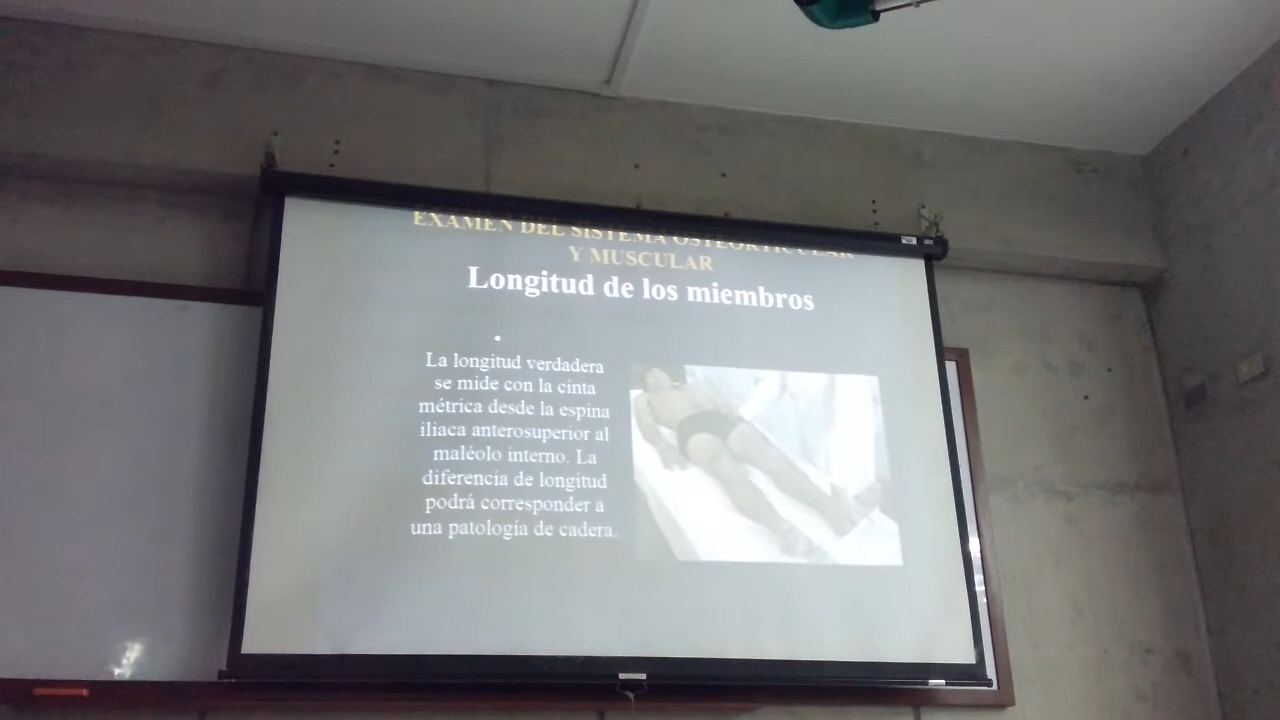 EXAMEN DEL SISTEMA OSTEORTICULAR
Y MUSCULAR
Longitud de los miembros
•
La longitud verdadera
se mide con la cinta
métrica desde la espina
iliaca anterosuperior al
maléolo interno. La
diferencia de longitud
podrá corresponder a
una patología de cadera.